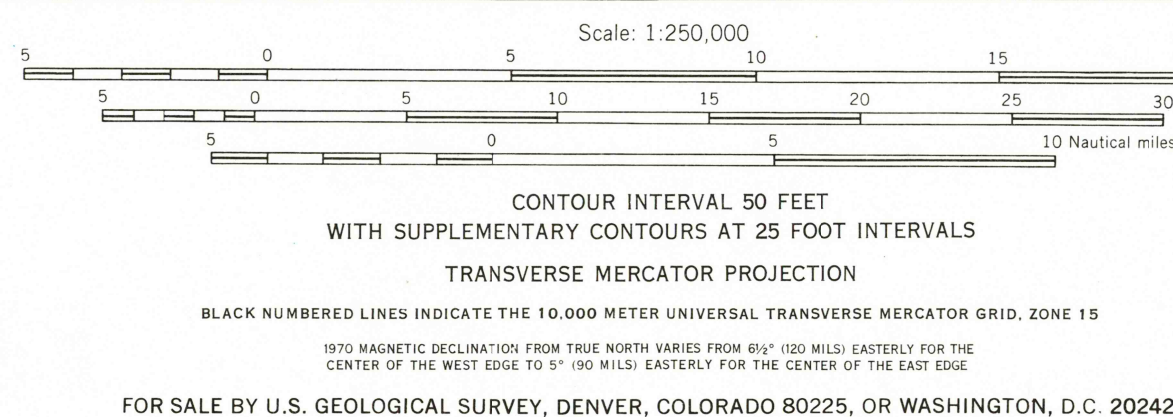 Scale: 1:250,000
5 0 5 10 15
5 0 5 10 15 20 25 30
5 0 5 10 Nautical miles
CONTOUR INTERVAL 50 FEET
WITH SUPPLEMENTARY CONTOURS AT 25 FOOT INTERVALS
TRANSVERSE MERCATOR PROJECTION
BLACK NUMBERED LINES INDICATE THE 10,000 METER UNIVERSAL TRANSVERSE MERCATOR GRID, ZONE 15
1970 MAGNETIC DECLINATION FROM TRUE NORTH VARIES FROM 6½° (120 MILS) EASTERLY FOR THE
CENTER OF THE WEST EDGE TO 5° (90 MILS) EASTERLY FOR THE CENTER OF THE EAST EDGE
FOR SALE BY U.S. GEOLOGICAL SURVEY, DENVER, COLORADO 80225, OR WASHINGTON, D.C. 20242